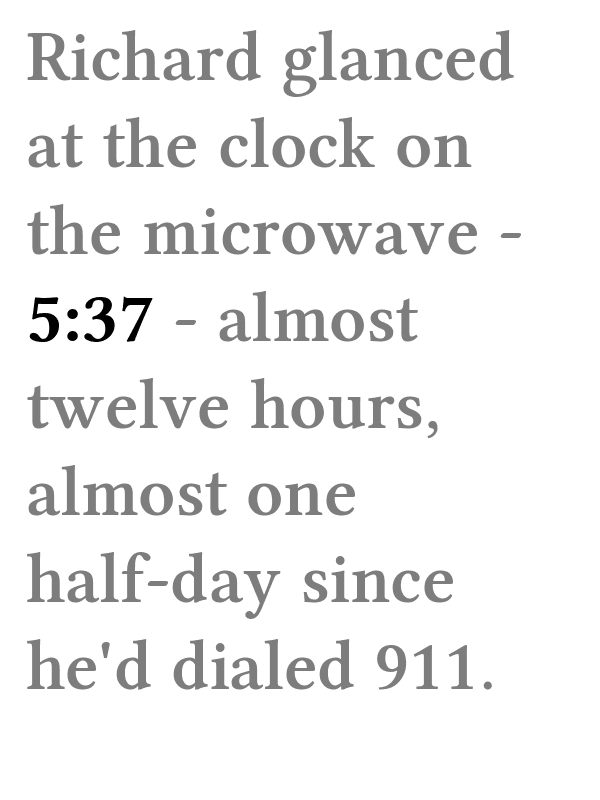 Richard glanced
at the clock on
the microwave -
5:37 - almost
twelve hours,
almost one
half-day since
he'd dialed 911.